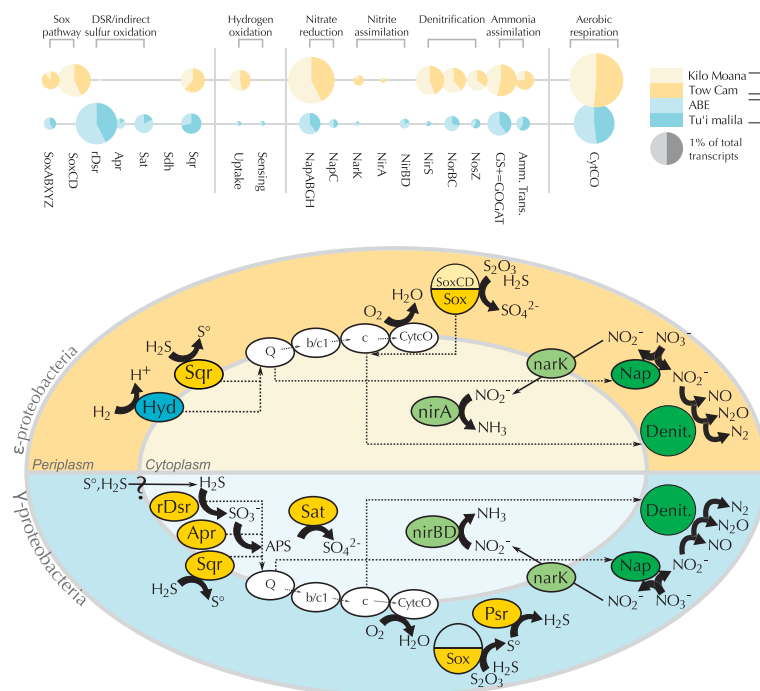 Sox
pathway
DSR/indirect
sulfur oxidation
Hydrogen
oxidation
Nitrate
reduction
Nitrite
assimilation
Denitrification
Ammonia
assimilation
Aerobic
respiration
Kilo Moana
Tow Cam
ABE
Tu'i malila
1% of total
transcripts
SoxABXYZ
SoxCD
rDsr
Apr
Sat
Sdh
Sqr
Uptake
Sensing
NapABGH
NapC
NarK
NirA
NirBD
NirS
NorBC
NosZ
GS+=GOGAT
Amm. Trans.
CytCO
ε-proteobacteria
Periplasm
Cytoplasm
H₂S
S°
Sqr
H⁺
H₂
Hyd
Q
b/c1
c
CytcO
O₂
H₂O
SoxCD
Sox
S₂O₃
H₂S
SO₄²⁻
narK
NO₂⁻
NO₃⁻
Nap
NO₂⁻
NO
N₂O
N₂
Denit.
nirA
NO₂⁻
NH₃
γ-proteobacteria
S°,H₂S
?
H₂S
rDsr
SO₃⁻
Apr
APS
Sqr
H₂S
S°
Sat
SO₄²⁻
Q
b/c1
c
CytcO
O₂
H₂O
nirBD
NH₃
NO₂⁻
narK
NO₂⁻
NO₃⁻
Nap
NO₂⁻
NO
N₂O
N₂
Denit.
Psr
H₂S
S°
Sox
H₂S
S₂O₃